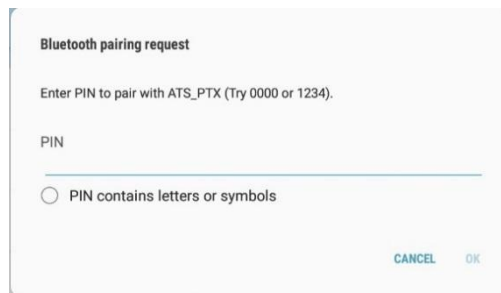 Bluetooth pairing request
Enter PIN to pair with ATS_PTX (Try 0000 or 1234).
PIN
PIN contains letters or symbols
CANCEL OK